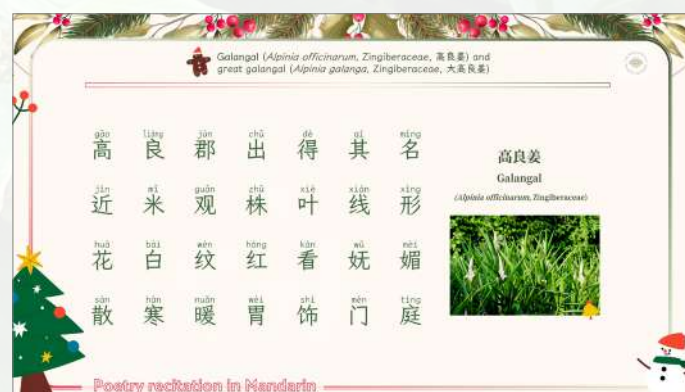 Galangal (Alpinia officinarum, Zingiberaceae, 高良姜) and
great galangal (Alpinia galanga, Zingiberaceae, 大高良姜)
gāo liáng jùn chū dé qí míng
高 良 郡 出 得 其 名
jìn mǐ guān zhū xié xiàn xíng
近 米 观 株 叶 线 形
huā bái wén hóng kàn wǔ mèi
花 白 纹 红 看 妩 媚
sàn hán nuǎn wèi shì mén tíng
散 寒 暖 胃 饰 门 庭
高良姜
Galangal
(Alpinia officinarum, Zingiberaceae)
Poetry recitation in Mandarin